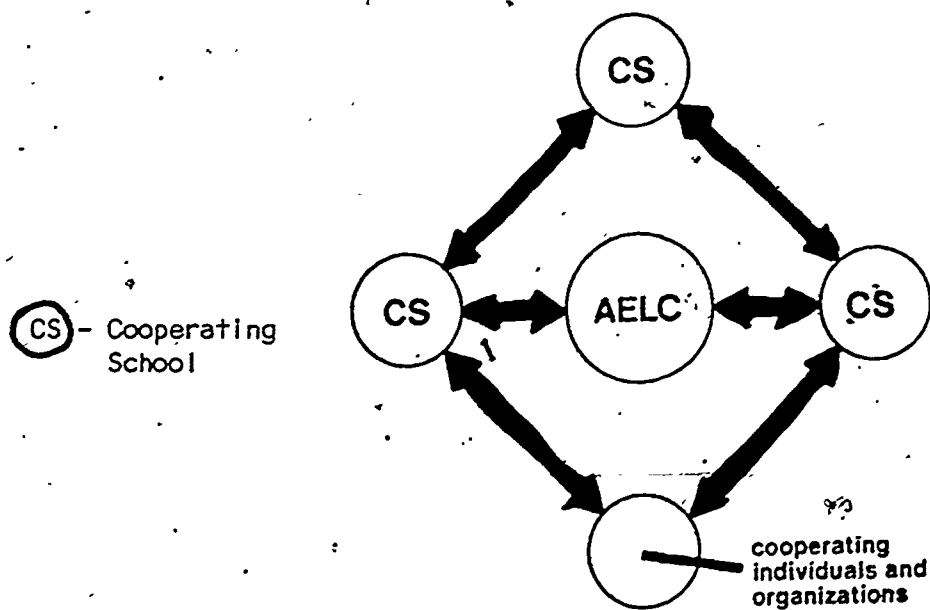 CS
CS
AELC
CS
CS - Cooperating
School
cooperating
individuals and
organizations